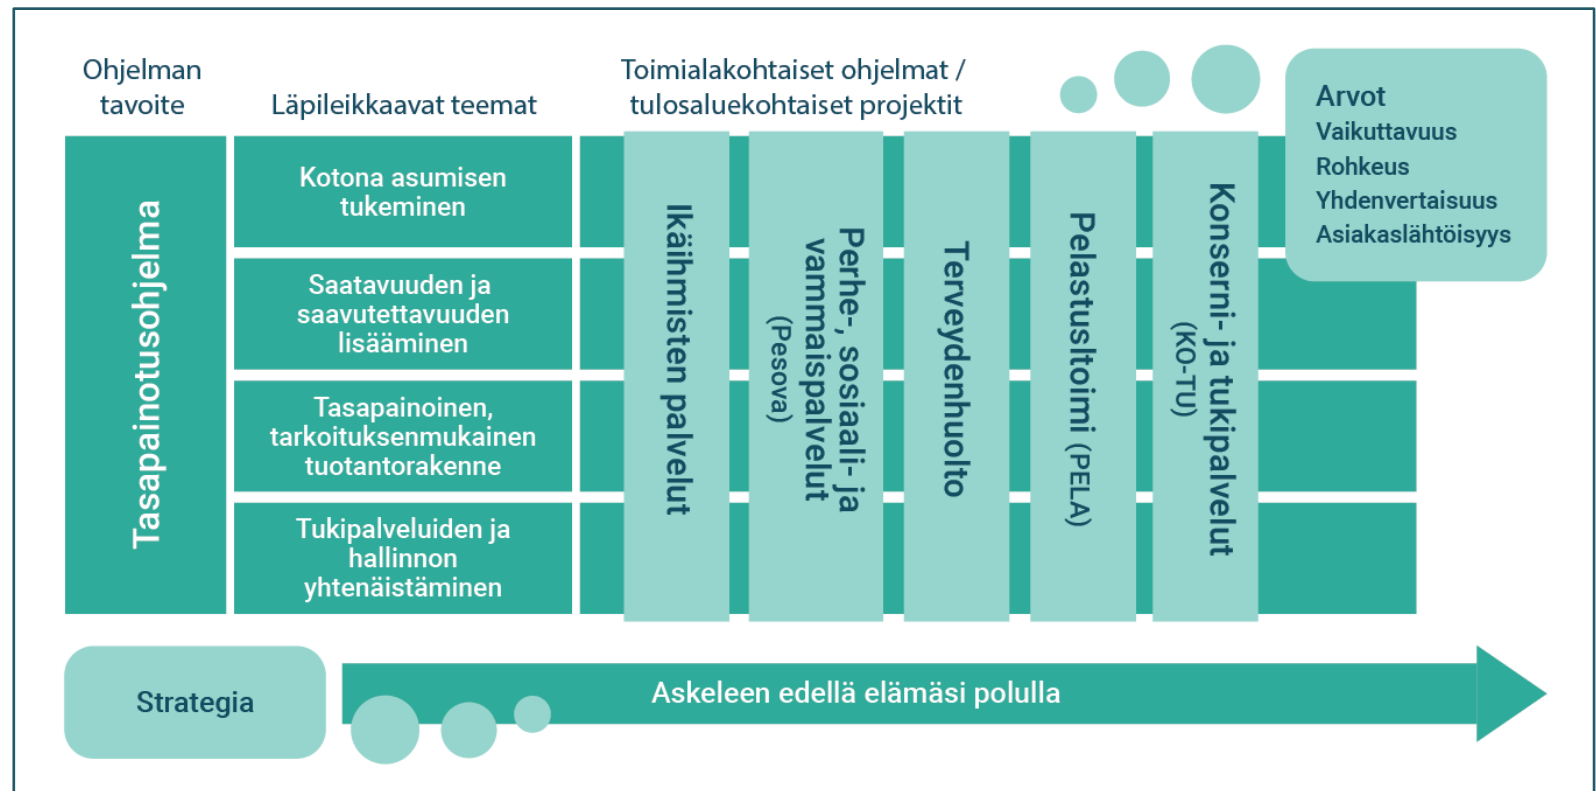 Ohjelman
tavoite
Läpileikkaavat teemat
Toimialakohtaiset ohjelmat /
tulosaluekohtaiset projektit
Arvot
Vaikuttavuus
Rohkeus
Yhdenvertaisuus
Asiakaslähtöisyys
Tasapainotusohjelma
Kotona asumisen
tukeminen
Saatavuuden ja
saavutettavuuden
lisääminen
Tasapainoinen,
tarkoituksenmukainen
tuotantorakenne
Tukipalveluiden ja
hallinnon
yhtenäistäminen
Ikäihmisten palvelut
Perhe-, sosiaali- ja
vammaispalvelut
(Pesova)
Terveydenhuolto
Pelastusltoimi (PELA)
Konserni- ja tukipalvelut
(KO-TU)
Strategia
Askeleen edellä elämäsi polulla